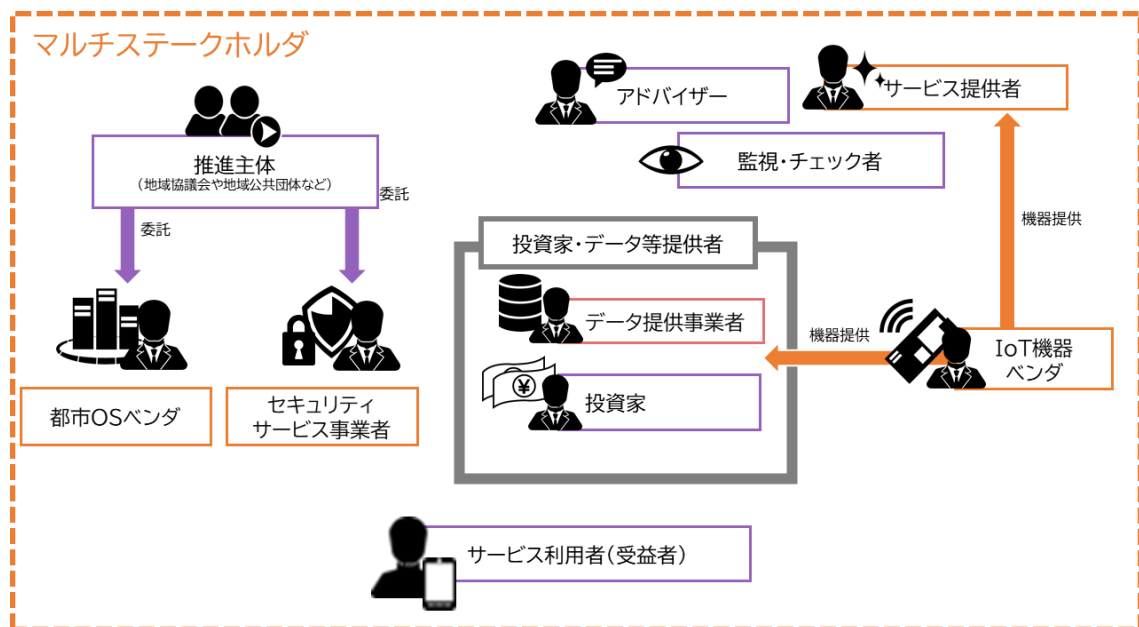 マルチステークホルダ
推進主体
(地域協議会や地域公共団体など)
委託
委託
都市OSベンダ
セキュリティ
サービス事業者
アドバイザー
サービス提供者
監視・チェック者
機器提供
投資家・データ等提供者
データ提供事業者
¥
投資家
機器提供
IoT機器
ベンダ
サービス利用者(受益者)